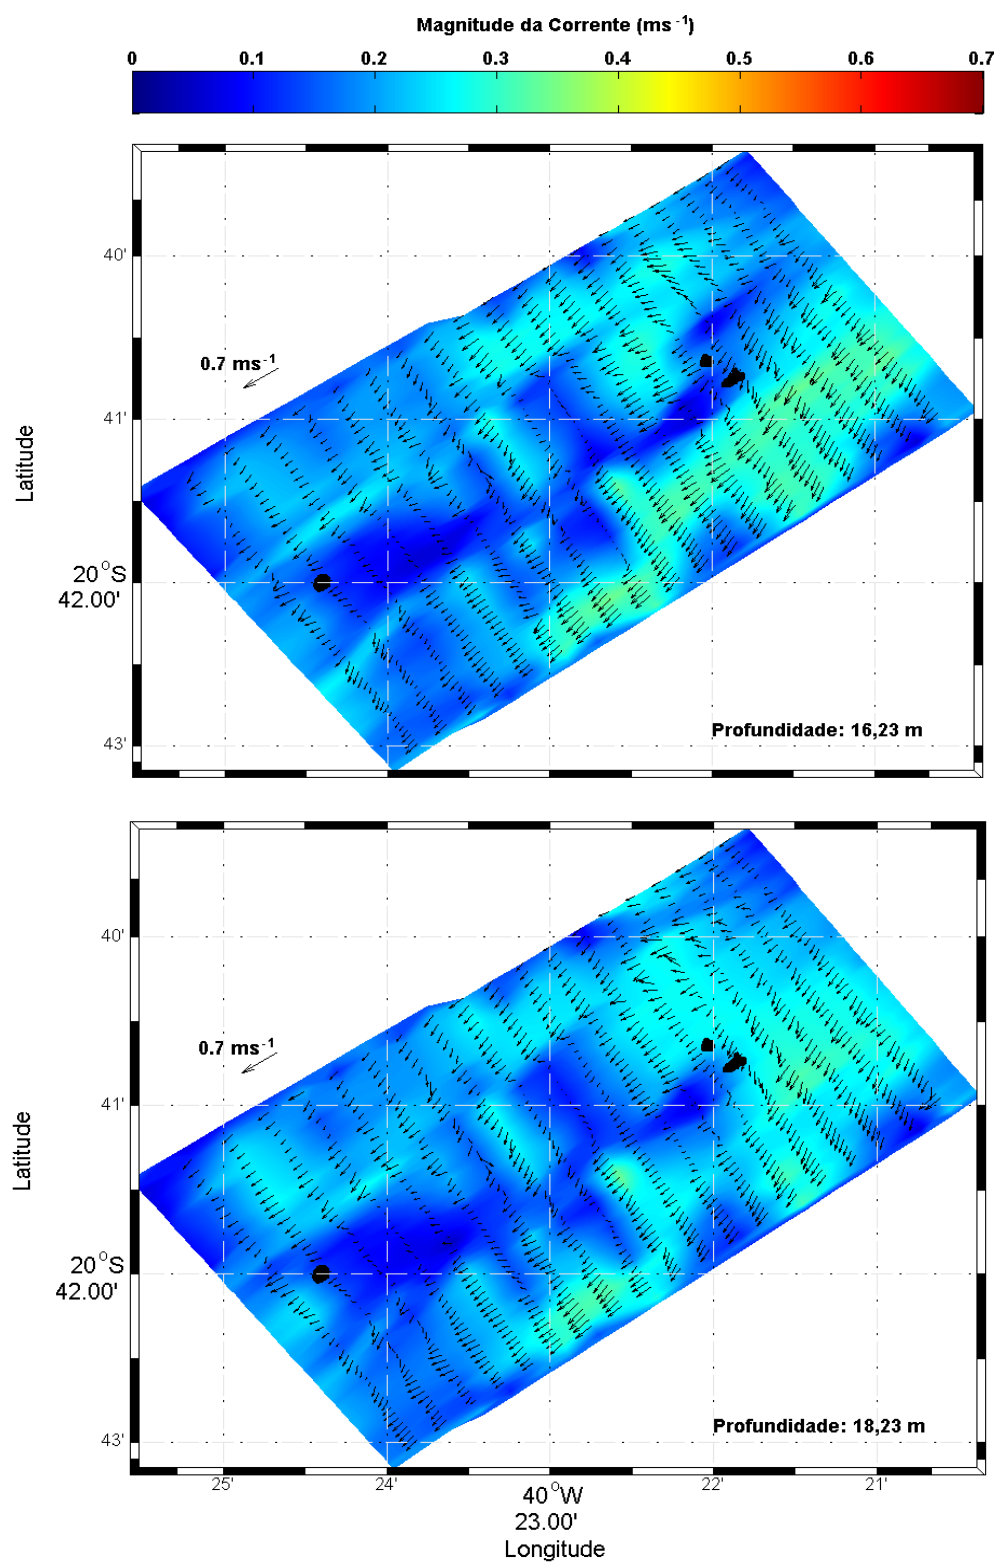 Magnitude da Corrente (ms⁻¹)
0 0.1 0.2 0.3 0.4 0.5 0.6 0.7
40'
0.7 ms⁻¹
41'
Latitude
20°S
42.00'
43'
Profundidade: 16,23 m
40'
0.7 ms⁻¹
41'
Latitude
20°S
42.00'
43'
Profundidade: 18,23 m
25' 24' 40°W 22' 21'
23.00'
Longitude